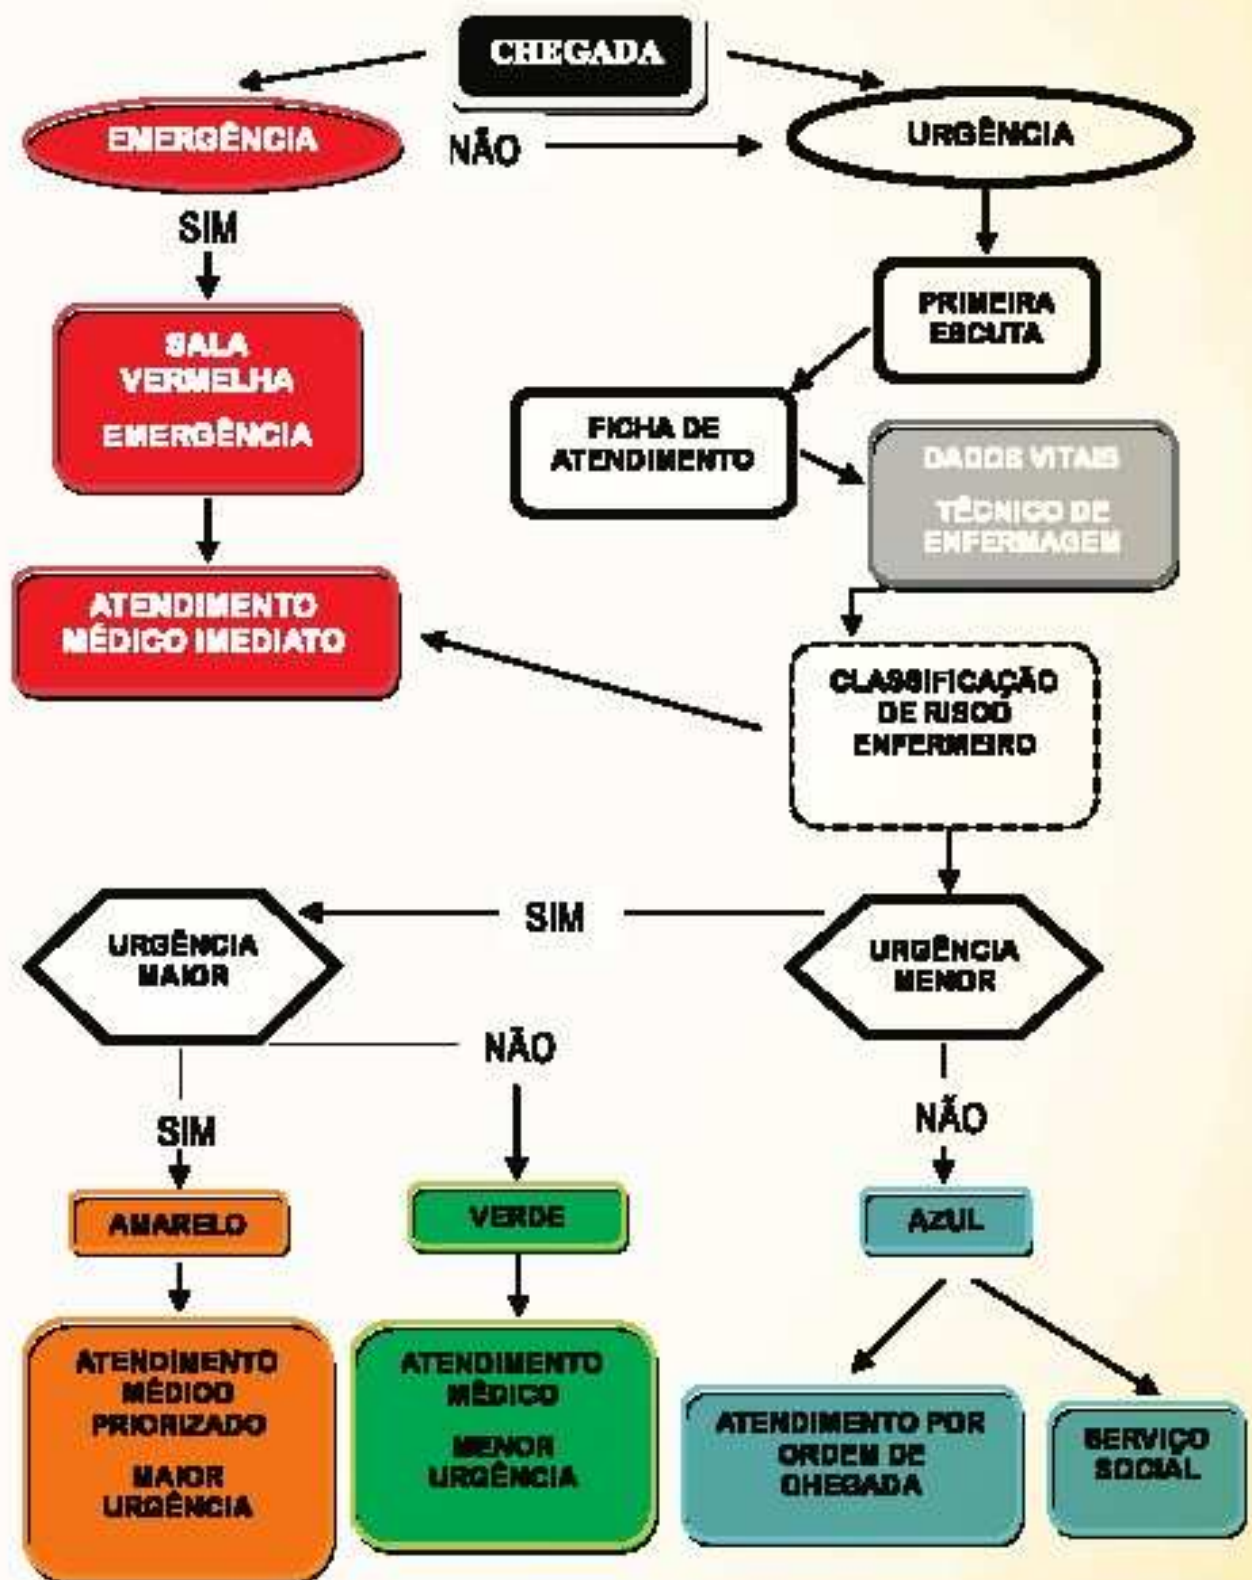 CHEGADA
EMERGÊNCIA
NÃO
URGÊNCIA
SIM
PRIMEIRA
ESCUTA
SALA
VERMELHA
EMERGÊNCIA
FICHA DE
ATENDIMENTO
DADOS VITAIS
TÉCNICO DE
ENFERMAGEM
ATENDIMENTO
MÉDICO IMEDIATO
CLASSIFICAÇÃO
DE RISCO
ENFERMEIRO
URGÊNCIA
MAIOR
SIM
URGÊNCIA
MENOR
NÃO
SIM
NÃO
AMARELO
VERDE
AZUL
ATENDIMENTO
MÉDICO
PRIORIZADO
MAIOR
URGÊNCIA
ATENDIMENTO
MÉDICO
MENOR
URGÊNCIA
ATENDIMENTO POR
ORDEM DE
CHEGADA
SERVIÇO
SOCIAL